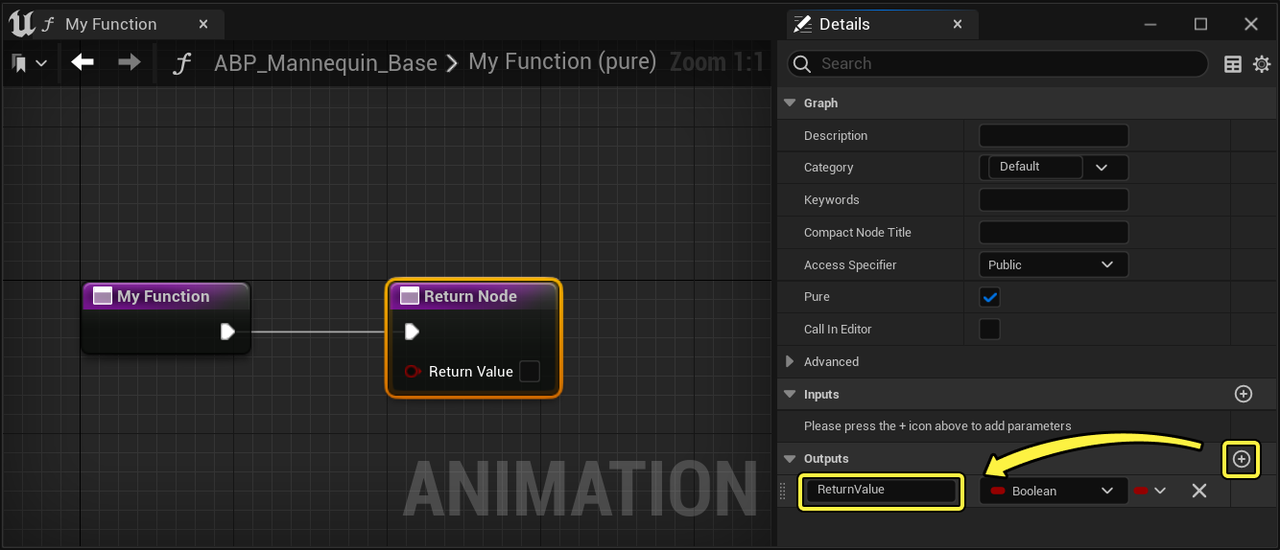 My Function
Details
ABP_Mannequin_Base > My Function (pure)
Zoom 1:1
Search
Graph
Description
Category
Default
Keywords
Compact Node Title
Access Specifier
Public
Pure
Call In Editor
Advanced
Inputs
Please press the + icon above to add parameters
Outputs
ReturnValue
Boolean
My Function
Return Node
Return Value
ANIMATION